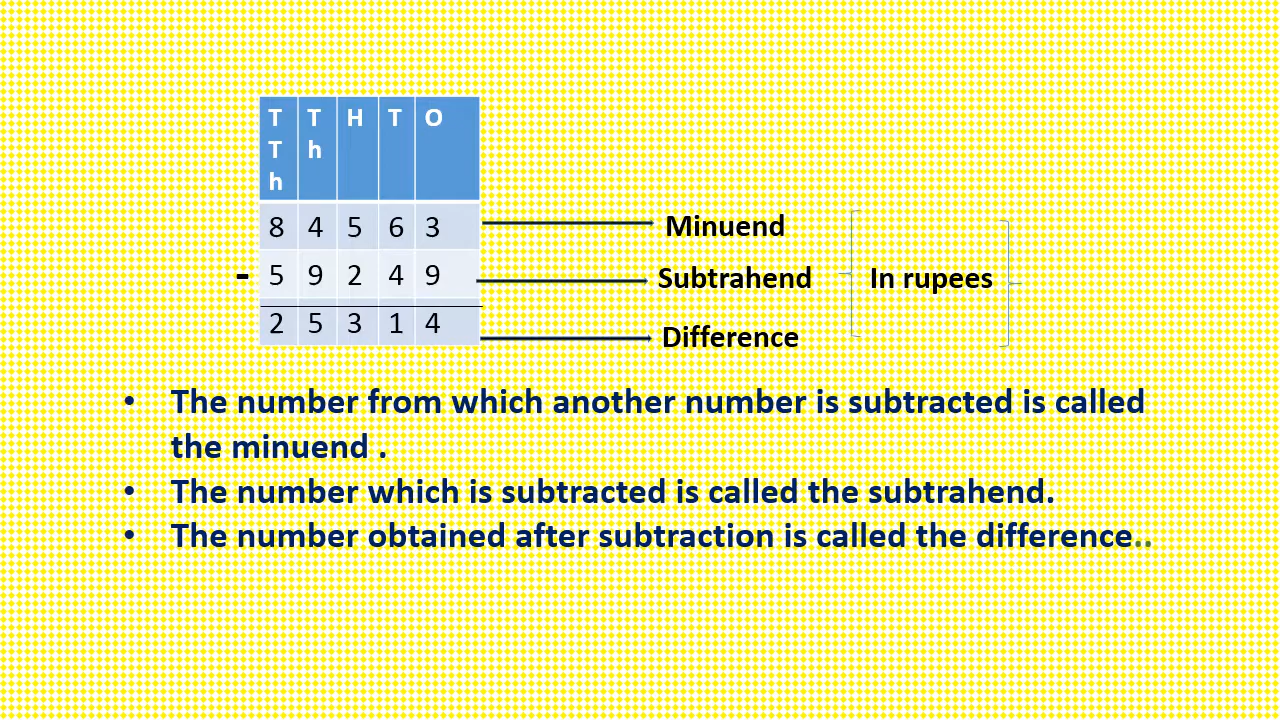 T T H T O
T h
h
8 4 5 6 3 Minuend
- 5 9 2 4 9 Subtrahend In rupees
2 5 3 1 4 Difference
• The number from which another number is subtracted is called
the minuend .
• The number which is subtracted is called the subtrahend.
• The number obtained after subtraction is called the difference..